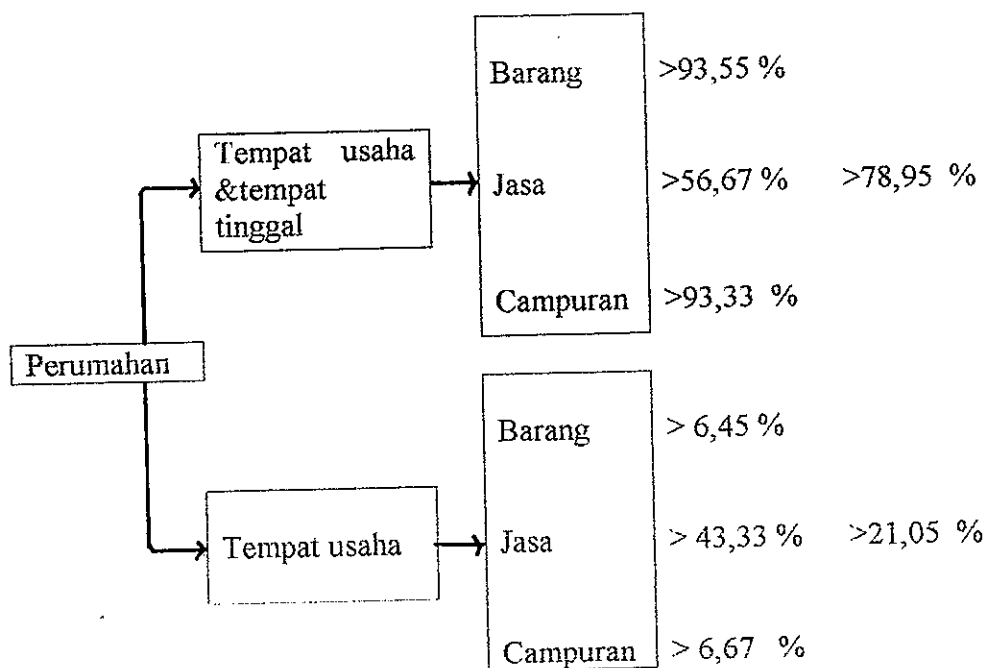 Barang >93,55 %
Tempat usaha
&tempat
tinggal
Jasa >56,67 % >78,95 %
Campuran >93,33 %
Perumahan
Barang > 6,45 %
Tempat usaha
Jasa > 43,33 % >21,05 %
Campuran > 6,67 %